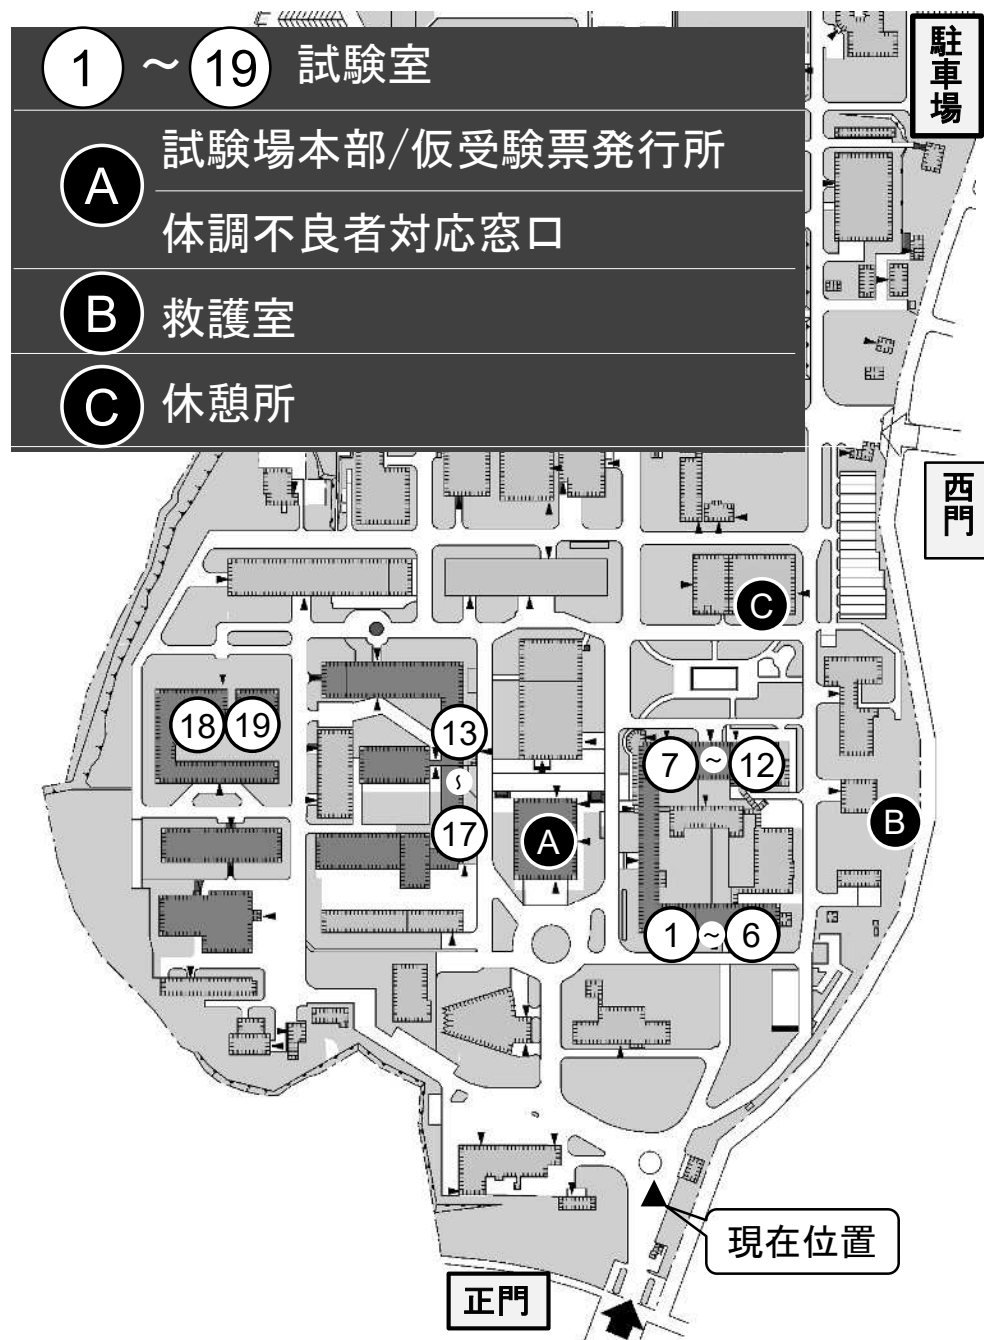 1 ～ 19 試験室
A 試験場本部/仮受験票発行所
体調不良者対応窓口
B 救護室
C 休憩所
駐車場
西門
C
18 19
13
～
17
7 ～ 12
A
B
1 ～ 6
現在位置
正門